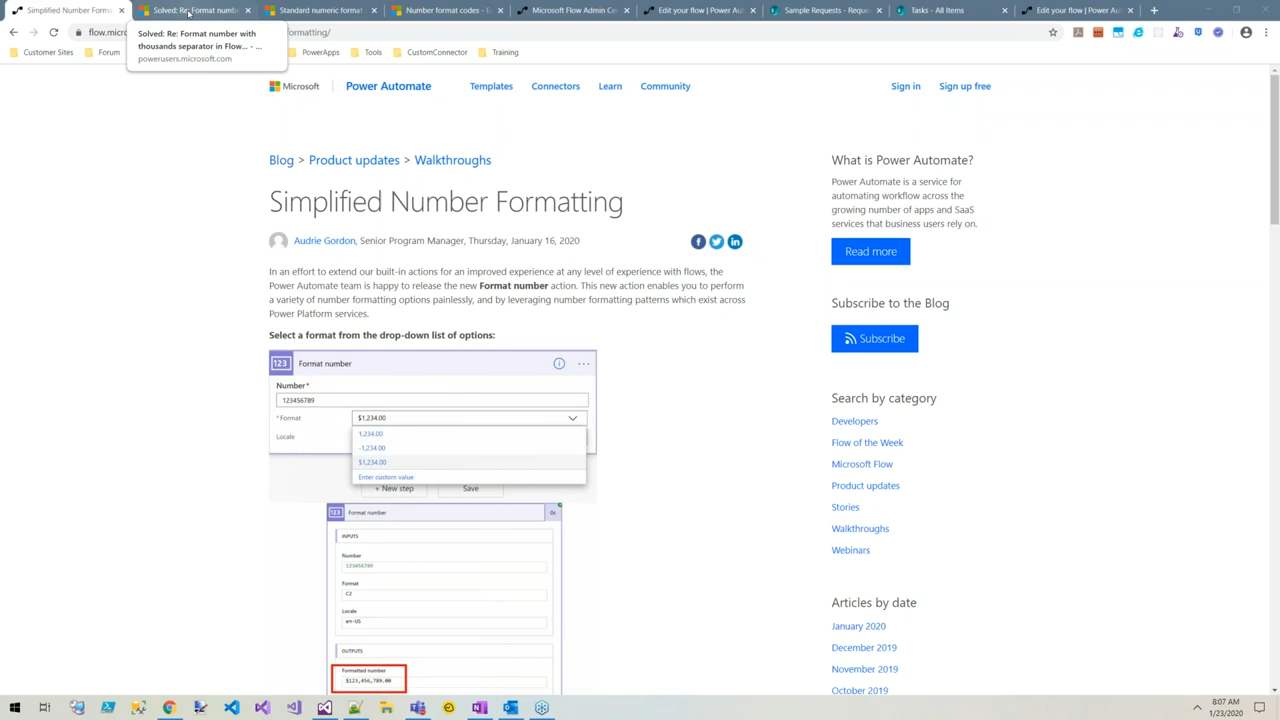 Simplified Number Forma
Solved: Re: Format numb
Standard numeric format
Number format codes - E
Microsoft Flow Admin Cer
Edit your flow | Power Au
Sample Requests - Reque
Tasks - All Items
Edit your flow | Power Au
flow.micro
ormatting/
Solved: Re: Format number with
thousands separator in Flow... - ...
powerusers.microsoft.com
Customer Sites
Forum
PowerApps
Tools
CustomConnector
Training
Microsoft
Power Automate
Templates
Connectors
Learn
Community
Sign in
Sign up free
Blog > Product updates > Walkthroughs
Simplified Number Formatting
Audrie Gordon, Senior Program Manager, Thursday, January 16, 2020
In an effort to extend our built-in actions for an improved experience at any level of experience with flows, the
Power Automate team is happy to release the new Format number action. This new action enables you to perform
a variety of number formatting options painlessly, and by leveraging number formatting patterns which exist across
Power Platform services.
Select a format from the drop-down list of options:
123 Format number
Number*
123456789
* Format
$1,234.00
Locale
1,234.00
-1,234.00
$1,234.00
Enter custom value
+ New step
Save
123 Format number
0s
INPUTS
Number
123456789
Format
C2
Locale
en-US
OUTPUTS
Formatted number
$123,456,789.00
What is Power Automate?
Power Automate is a service for
automating workflow across the
growing number of apps and SaaS
services that business users rely on.
Read more
Subscribe to the Blog
Subscribe
Search by category
Developers
Flow of the Week
Microsoft Flow
Product updates
Stories
Walkthroughs
Webinars
Articles by date
January 2020
December 2019
November 2019
October 2019
8:07 AM
1/23/2020